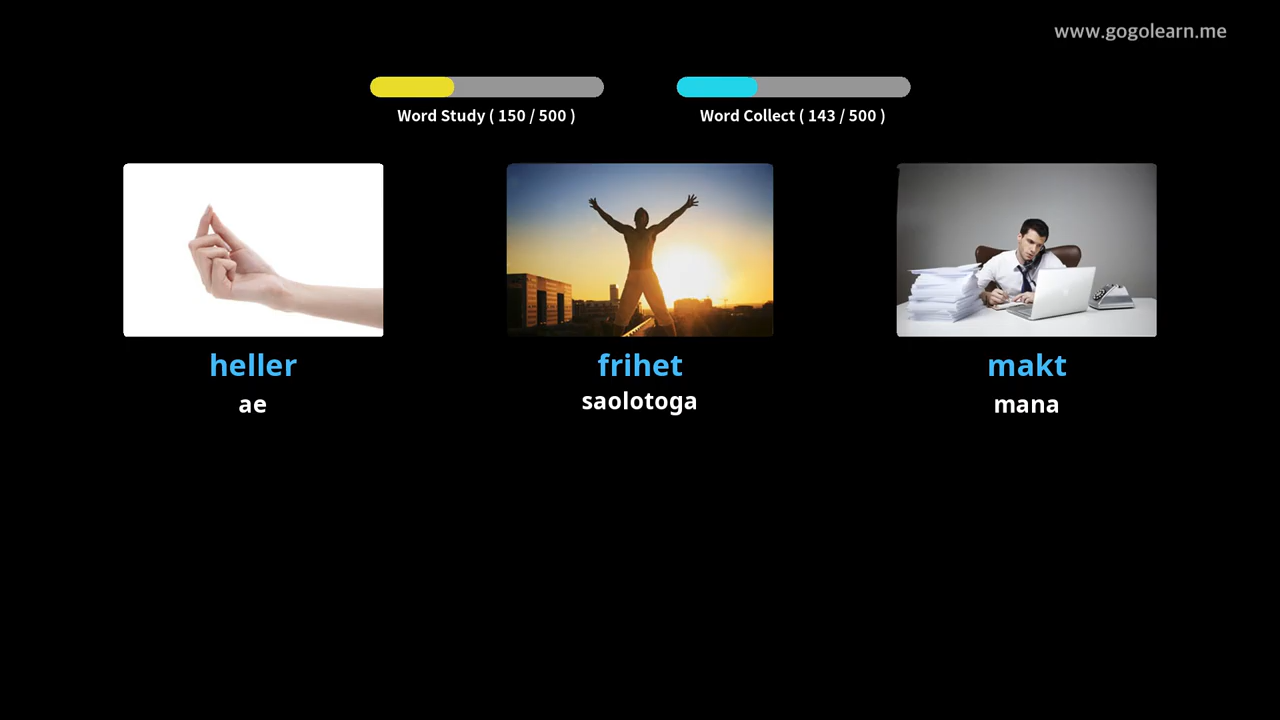 www.gogolearn.me
Word Study ( 150 / 500 )
Word Collect ( 143 / 500 )
heller
ae
frihet
saolotoga
makt
mana